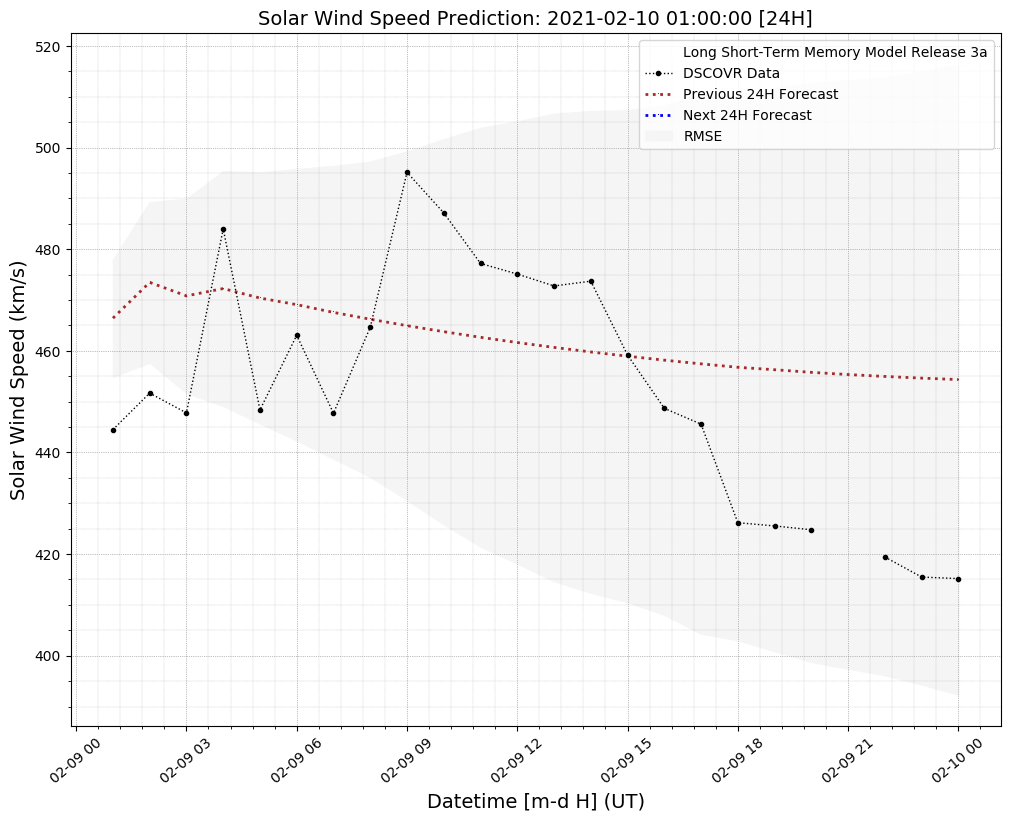 Solar Wind Speed Prediction: 2021-02-10 01:00:00 [24H]
Long Short-Term Memory Model Release 3a
DSCOVR Data
Previous 24H Forecast
Next 24H Forecast
RMSE
Solar Wind Speed (km/s)
520
500
480
460
440
420
400
02-09 00
02-09 03
02-09 06
02-09 09
02-09 12
02-09 15
02-09 18
02-09 21
02-10 00
Datetime [m-d H] (UT)